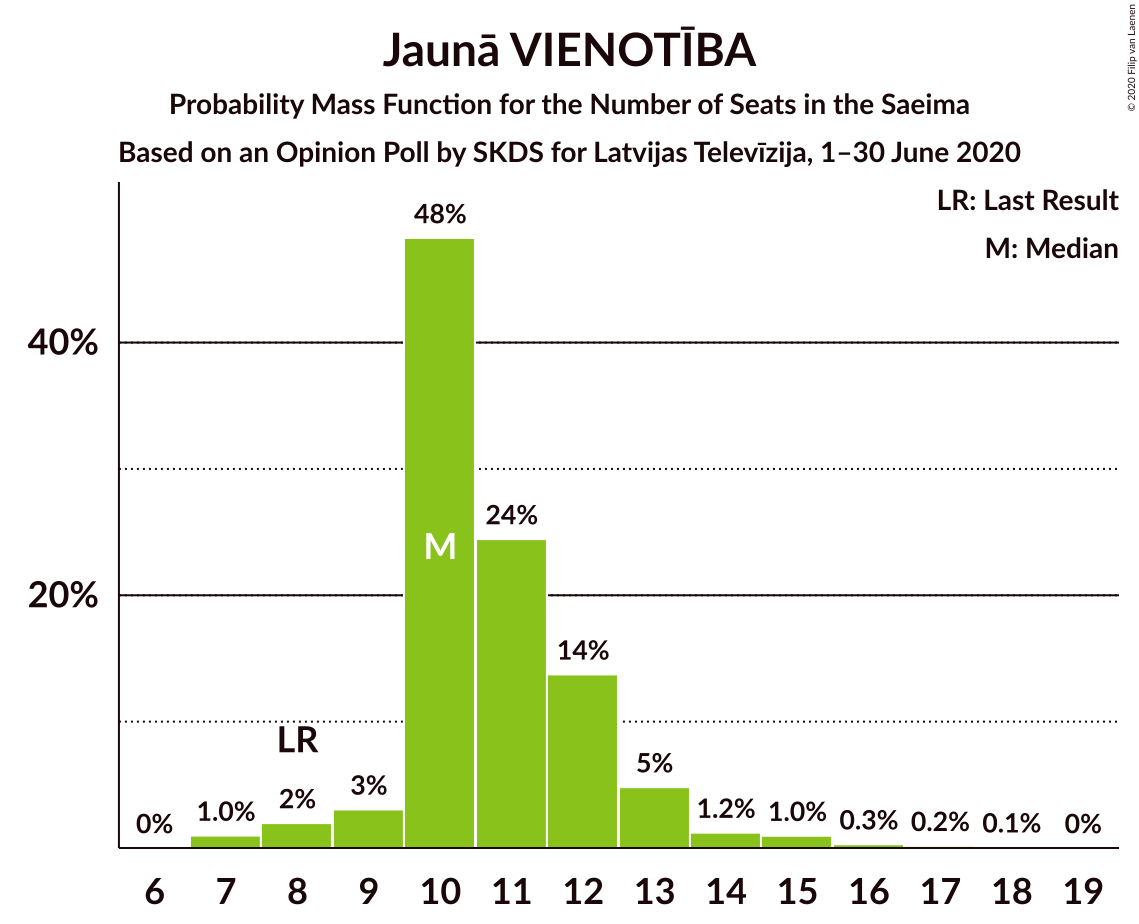 Jaunā VIENOTĪBA
Probability Mass Function for the Number of Seats in the Saeima
Based on an Opinion Poll by SKDS for Latvijas Televīzija, 1–30 June 2020
© 2020 Filip van Laenen
LR: Last Result
M: Median
48%
40%
24%
M
20%
14%
LR
5%
3%
2%
1.0%
0%
1.2%
1.0%
0.3%
0.2%
0.1%
0%
6 7 8 9 10 11 12 13 14 15 16 17 18 19